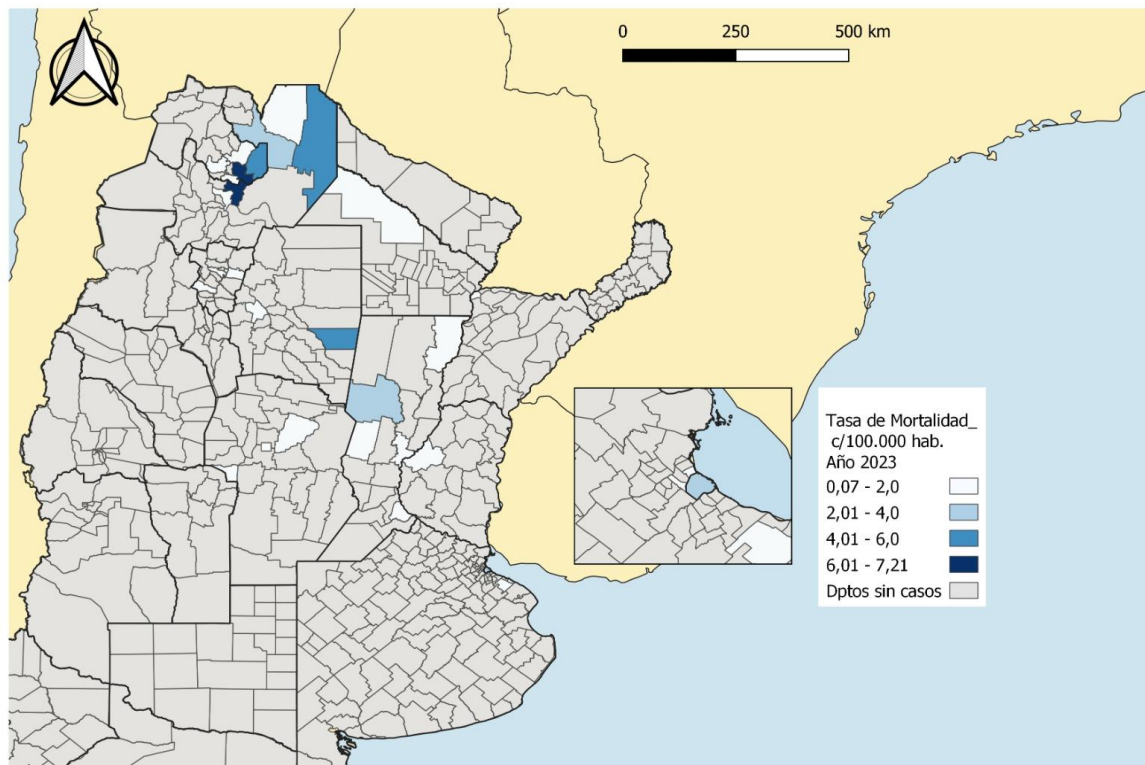 0 250 500 km
Tasa de Mortalidad_
c/100.000 hab.
Año 2023
0,07 - 2,0
2,01 - 4,0
4,01 - 6,0
6,01 - 7,21
Dptos sin casos